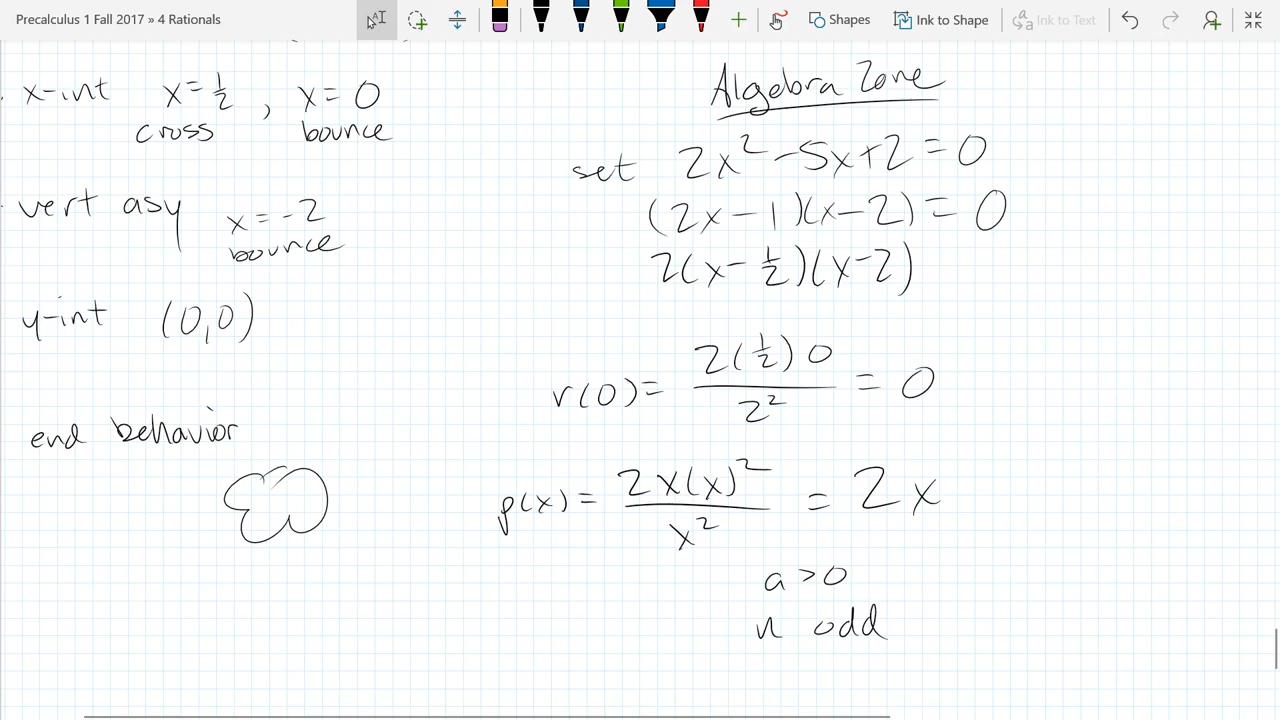 Precalculus 1 Fall 2017 » 4 Rationals
Shapes
Ink to Shape
Ink to Text
x-int x=1/2, x=0
cross bounce
vert asy x=-2
bounce
y-int (0,0)
end behavior
Algebra Zone
set 2x²-5x+2=0
(2x-1)(x-2)=0
2(x-1/2)(x-2)
r(0)= 2(1/2)0 / 2² = 0
p(x)= 2x(x)² / x² = 2x
a>0
n odd